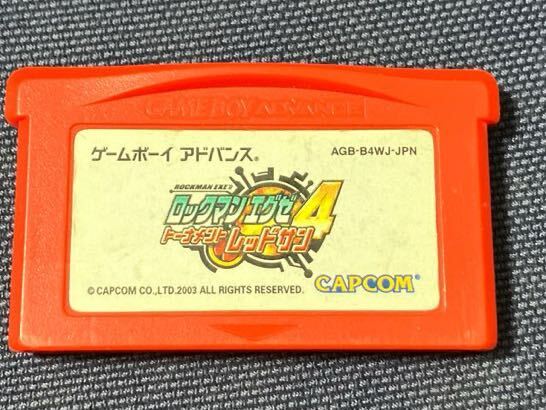 GAME BOY ADVANCE
ゲームボーイ アドバンス®
AGB-B4WJ-JPN
ROCKMAN EXE
ロックマンエグゼ4
トーナメント レッドサン
© CAPCOM CO.,LTD.2003 ALL RIGHTS RESERVED.
CAPCOM